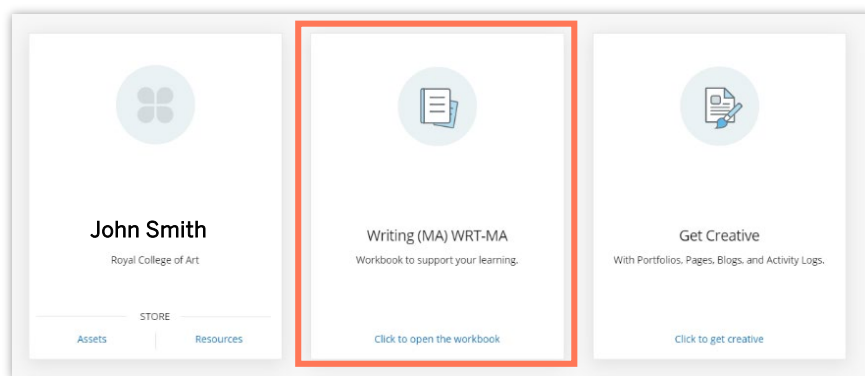 John Smith
Royal College of Art
STORE
Assets
Resources
Writing (MA) WRT-MA
Workbook to support your learning.
Click to open the workbook
Get Creative
With Portfolios, Pages, Blogs, and Activity Logs.
Click to get creative